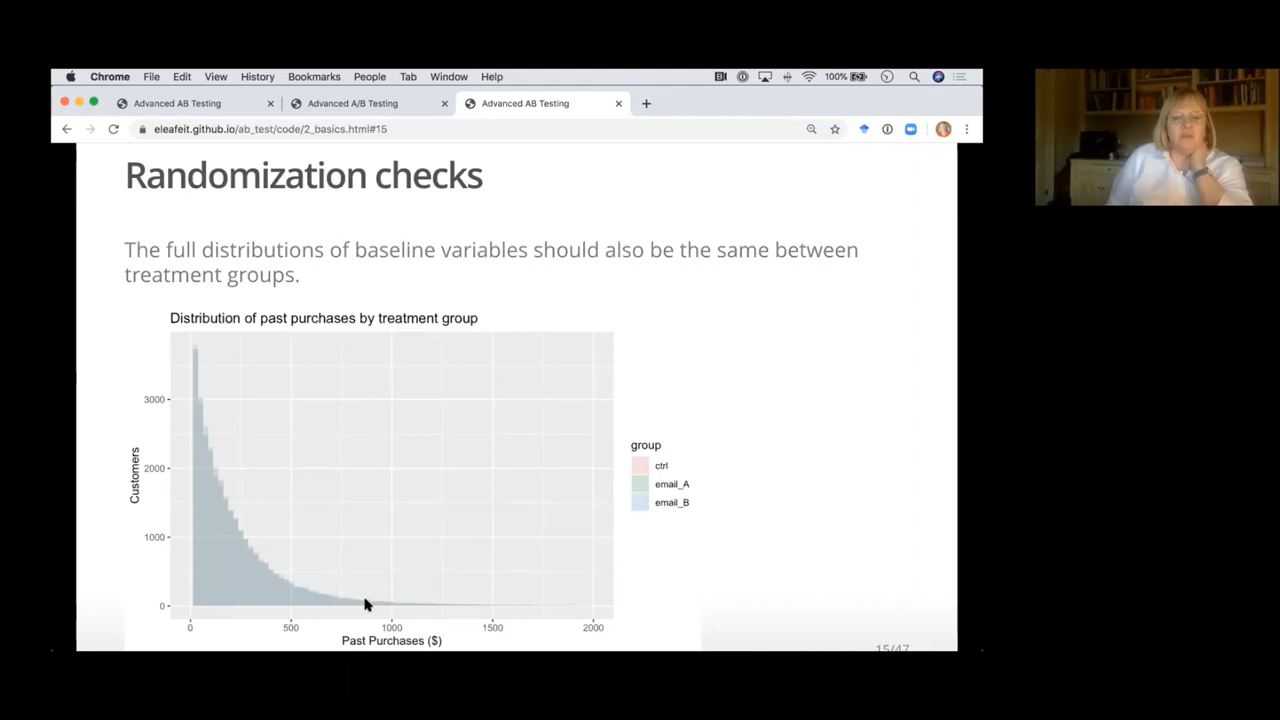 Chrome File Edit View History Bookmarks People Tab Window Help 100%
Advanced AB Testing Advanced A/B Testing Advanced AB Testing
eleafeit.github.io/ab_test/code/2_basics.html#15
Randomization checks
The full distributions of baseline variables should also be the same between
treatment groups.
Distribution of past purchases by treatment group
3000
2000
1000
0
Customers
0 500 1000 1500 2000
Past Purchases ($)
group
ctrl
email_A
email_B
15/47